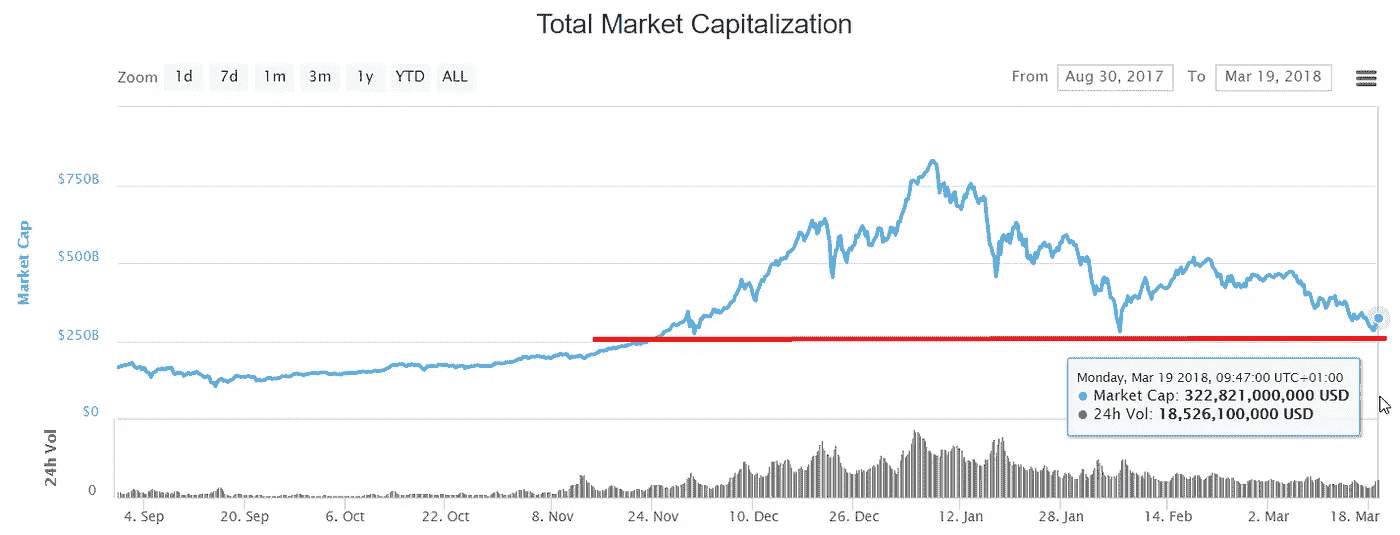 Total Market Capitalization
Zoom 1d 7d 1m 3m 1y YTD ALL From Aug 30, 2017 To Mar 19, 2018
$750B
$500B
$250B
$0
Market Cap
Monday, Mar 19 2018, 09:47:00 UTC+01:00
Market Cap: 322,821,000,000 USD
24h Vol: 18,526,100,000 USD
24h Vol
0
4. Sep 20. Sep 6. Oct 22. Oct 8. Nov 24. Nov 10. Dec 26. Dec 12. Jan 28. Jan 14. Feb 2. Mar 18. Mar